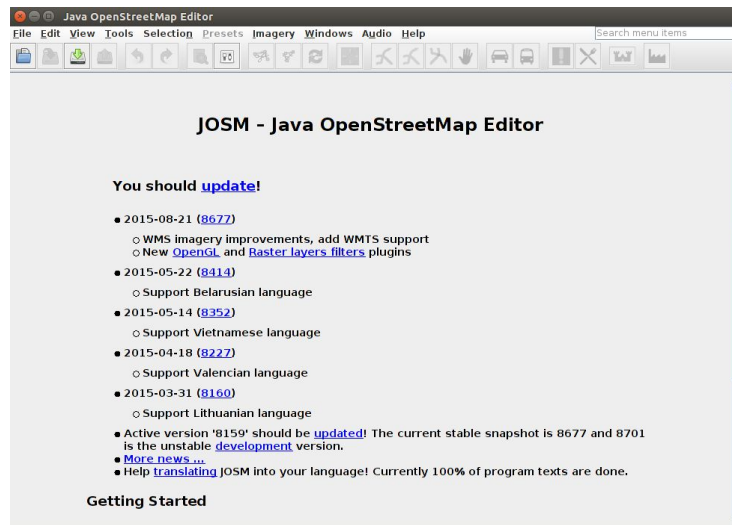 Java OpenStreetMap Editor
File Edit View Tools Selection Presets Imagery Windows Audio Help Search menu items
JOSM – Java OpenStreetMap Editor
You should update!
2015-08-21 (8677)
WMS imagery improvements, add WMTS support
New OpenGL and Raster layers filters plugins
2015-05-22 (8414)
Support Belarusian language
2015-05-14 (8352)
Support Vietnamese language
2015-04-18 (8227)
Support Valencian language
2015-03-31 (8160)
Support Lithuanian language
Active version '8159' should be updated! The current stable snapshot is 8677 and 8701
is the unstable development version.
More news ...
Help translating JOSM into your language! Currently 100% of program texts are done.
Getting Started